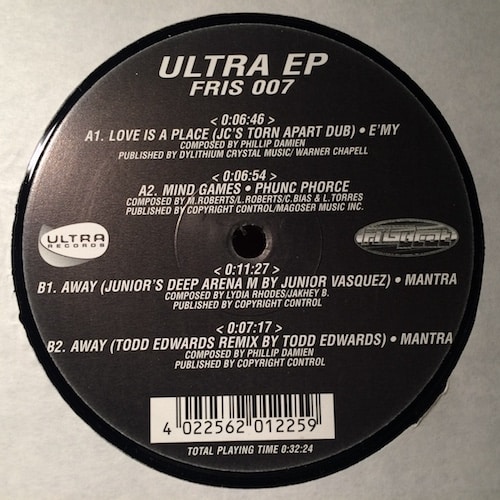 ULTRA EP
FRIS 007
< 0:06:46 >
A1. LOVE IS A PLACE (JC'S TORN APART DUB) • E'MY
COMPOSED BY PHILLIP DAMIEN
PUBLISHED BY DYLITHIUM CRYSTAL MUSIC/ WARNER CHAPELL
< 0:06:54 >
A2. MIND GAMES • PHUNC PHORCE
COMPOSED BY M.ROBERTS/L.ROBERTS/C.BIAS & L.TORRES
PUBLISHED BY COPYRIGHT CONTROL/MAGOSER MUSIC INC.
ULTRA
RECORDS
< 0:11:27 >
B1. AWAY (JUNIOR'S DEEP ARENA M BY JUNIOR VASQUEZ) • MANTRA
COMPOSED BY LYDIA RHODES/JAKHEY B.
PUBLISHED BY COPYRIGHT CONTROL
< 0:07:17 >
B2. AWAY (TODD EDWARDS REMIX BY TODD EDWARDS) • MANTRA
COMPOSED BY PHILLIP DAMIEN
PUBLISHED BY COPYRIGHT CONTROL
4 022562 012259
TOTAL PLAYING TIME 0:32:24